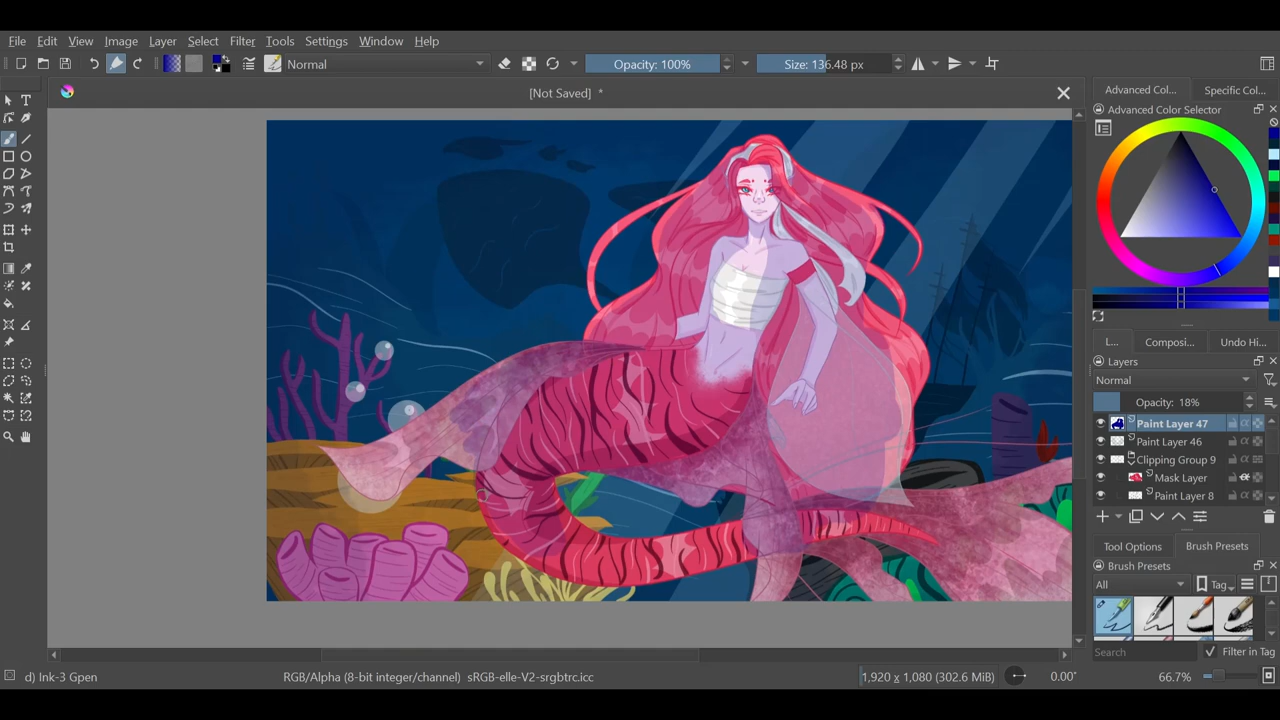 File Edit View Image Layer Select Filter Tools Settings Window Help
Normal Opacity: 100% Size: 136.48 px
[Not Saved] *
Advanced Col... Specific Col...
Advanced Color Selector
L... Composi... Undo Hi...
Layers
Normal
Opacity: 18%
Paint Layer 47
Paint Layer 46
Clipping Group 9
Mask Layer
Paint Layer 8
Tool Options Brush Presets
Brush Presets
All Tag
Search Filter in Tag
d) Ink-3 Gpen RGB/Alpha (8-bit integer/channel) sRGB-elle-V2-srgbtrc.icc 1,920 x 1,080 (302.6 MiB) 0.00° 66.7%